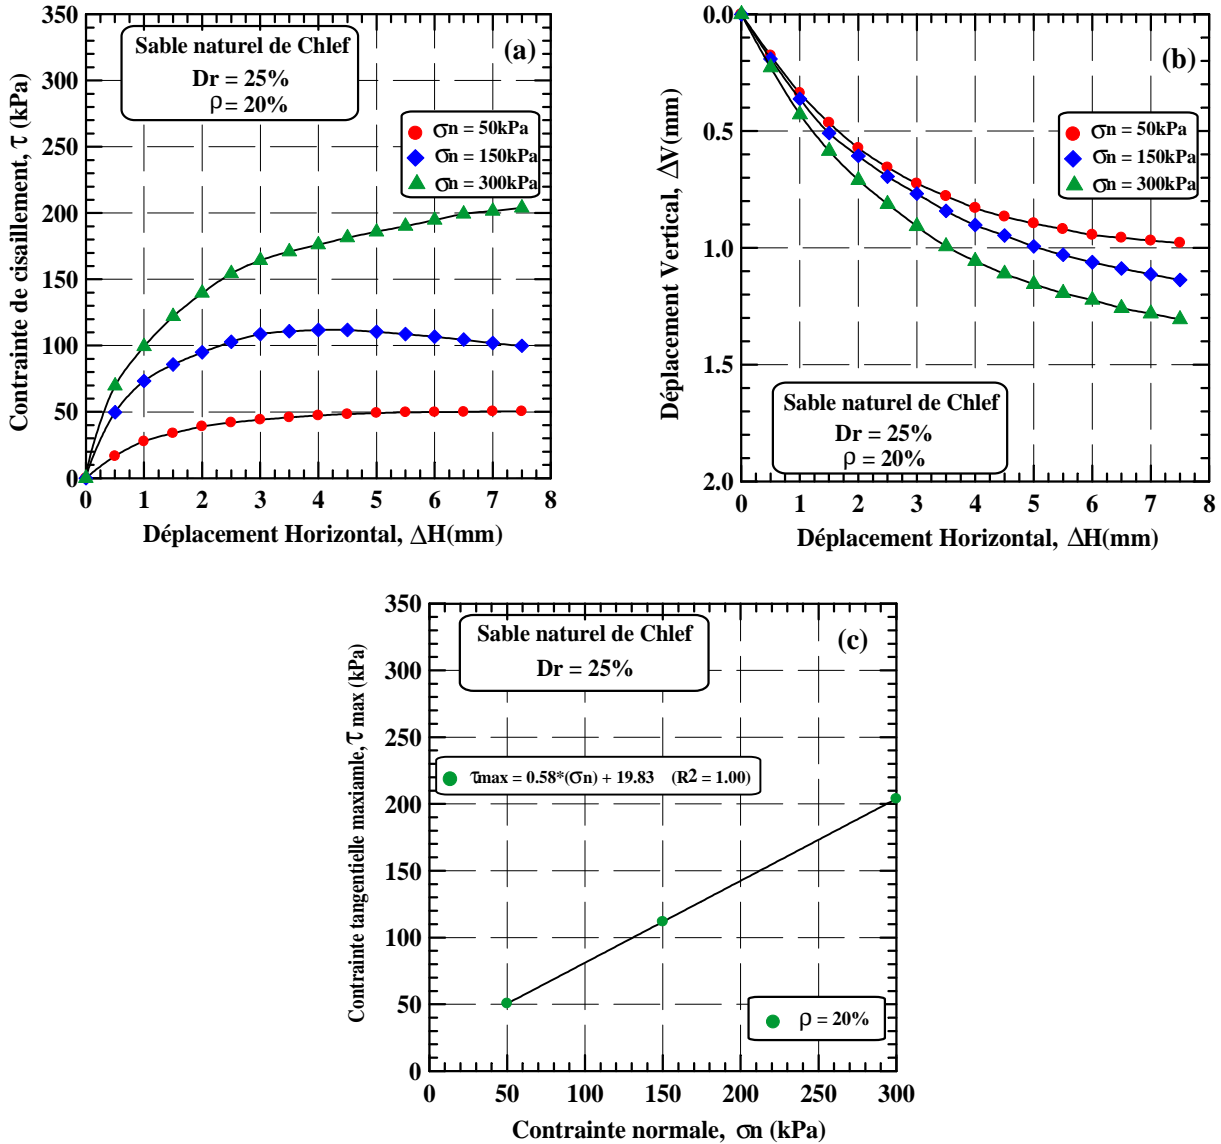 (a)
Sable naturel de Chlef
Dr = 25%
ρ = 20%
σn = 50kPa
σn = 150kPa
σn = 300kPa
Contrainte de cisaillement, τ (kPa)
350
300
250
200
150
100
50
0
0 1 2 3 4 5 6 7 8
Déplacement Horizontal, ΔH(mm)
(b)
σn = 50kPa
σn = 150kPa
σn = 300kPa
Déplacement Vertical, ΔV(mm)
0.0
0.5
1.0
1.5
2.0
Sable naturel de Chlef
Dr = 25%
ρ = 20%
0 1 2 3 4 5 6 7 8
Déplacement Horizontal, ΔH(mm)
(c)
Sable naturel de Chlef
Dr = 25%
Contrainte tangentielle maxiamle, τ max (kPa)
350
300
250
200
150
100
50
0
τmax = 0.58*(σn) + 19.83 (R2 = 1.00)
ρ = 20%
0 50 100 150 200 250 300
Contrainte normale, σn (kPa)